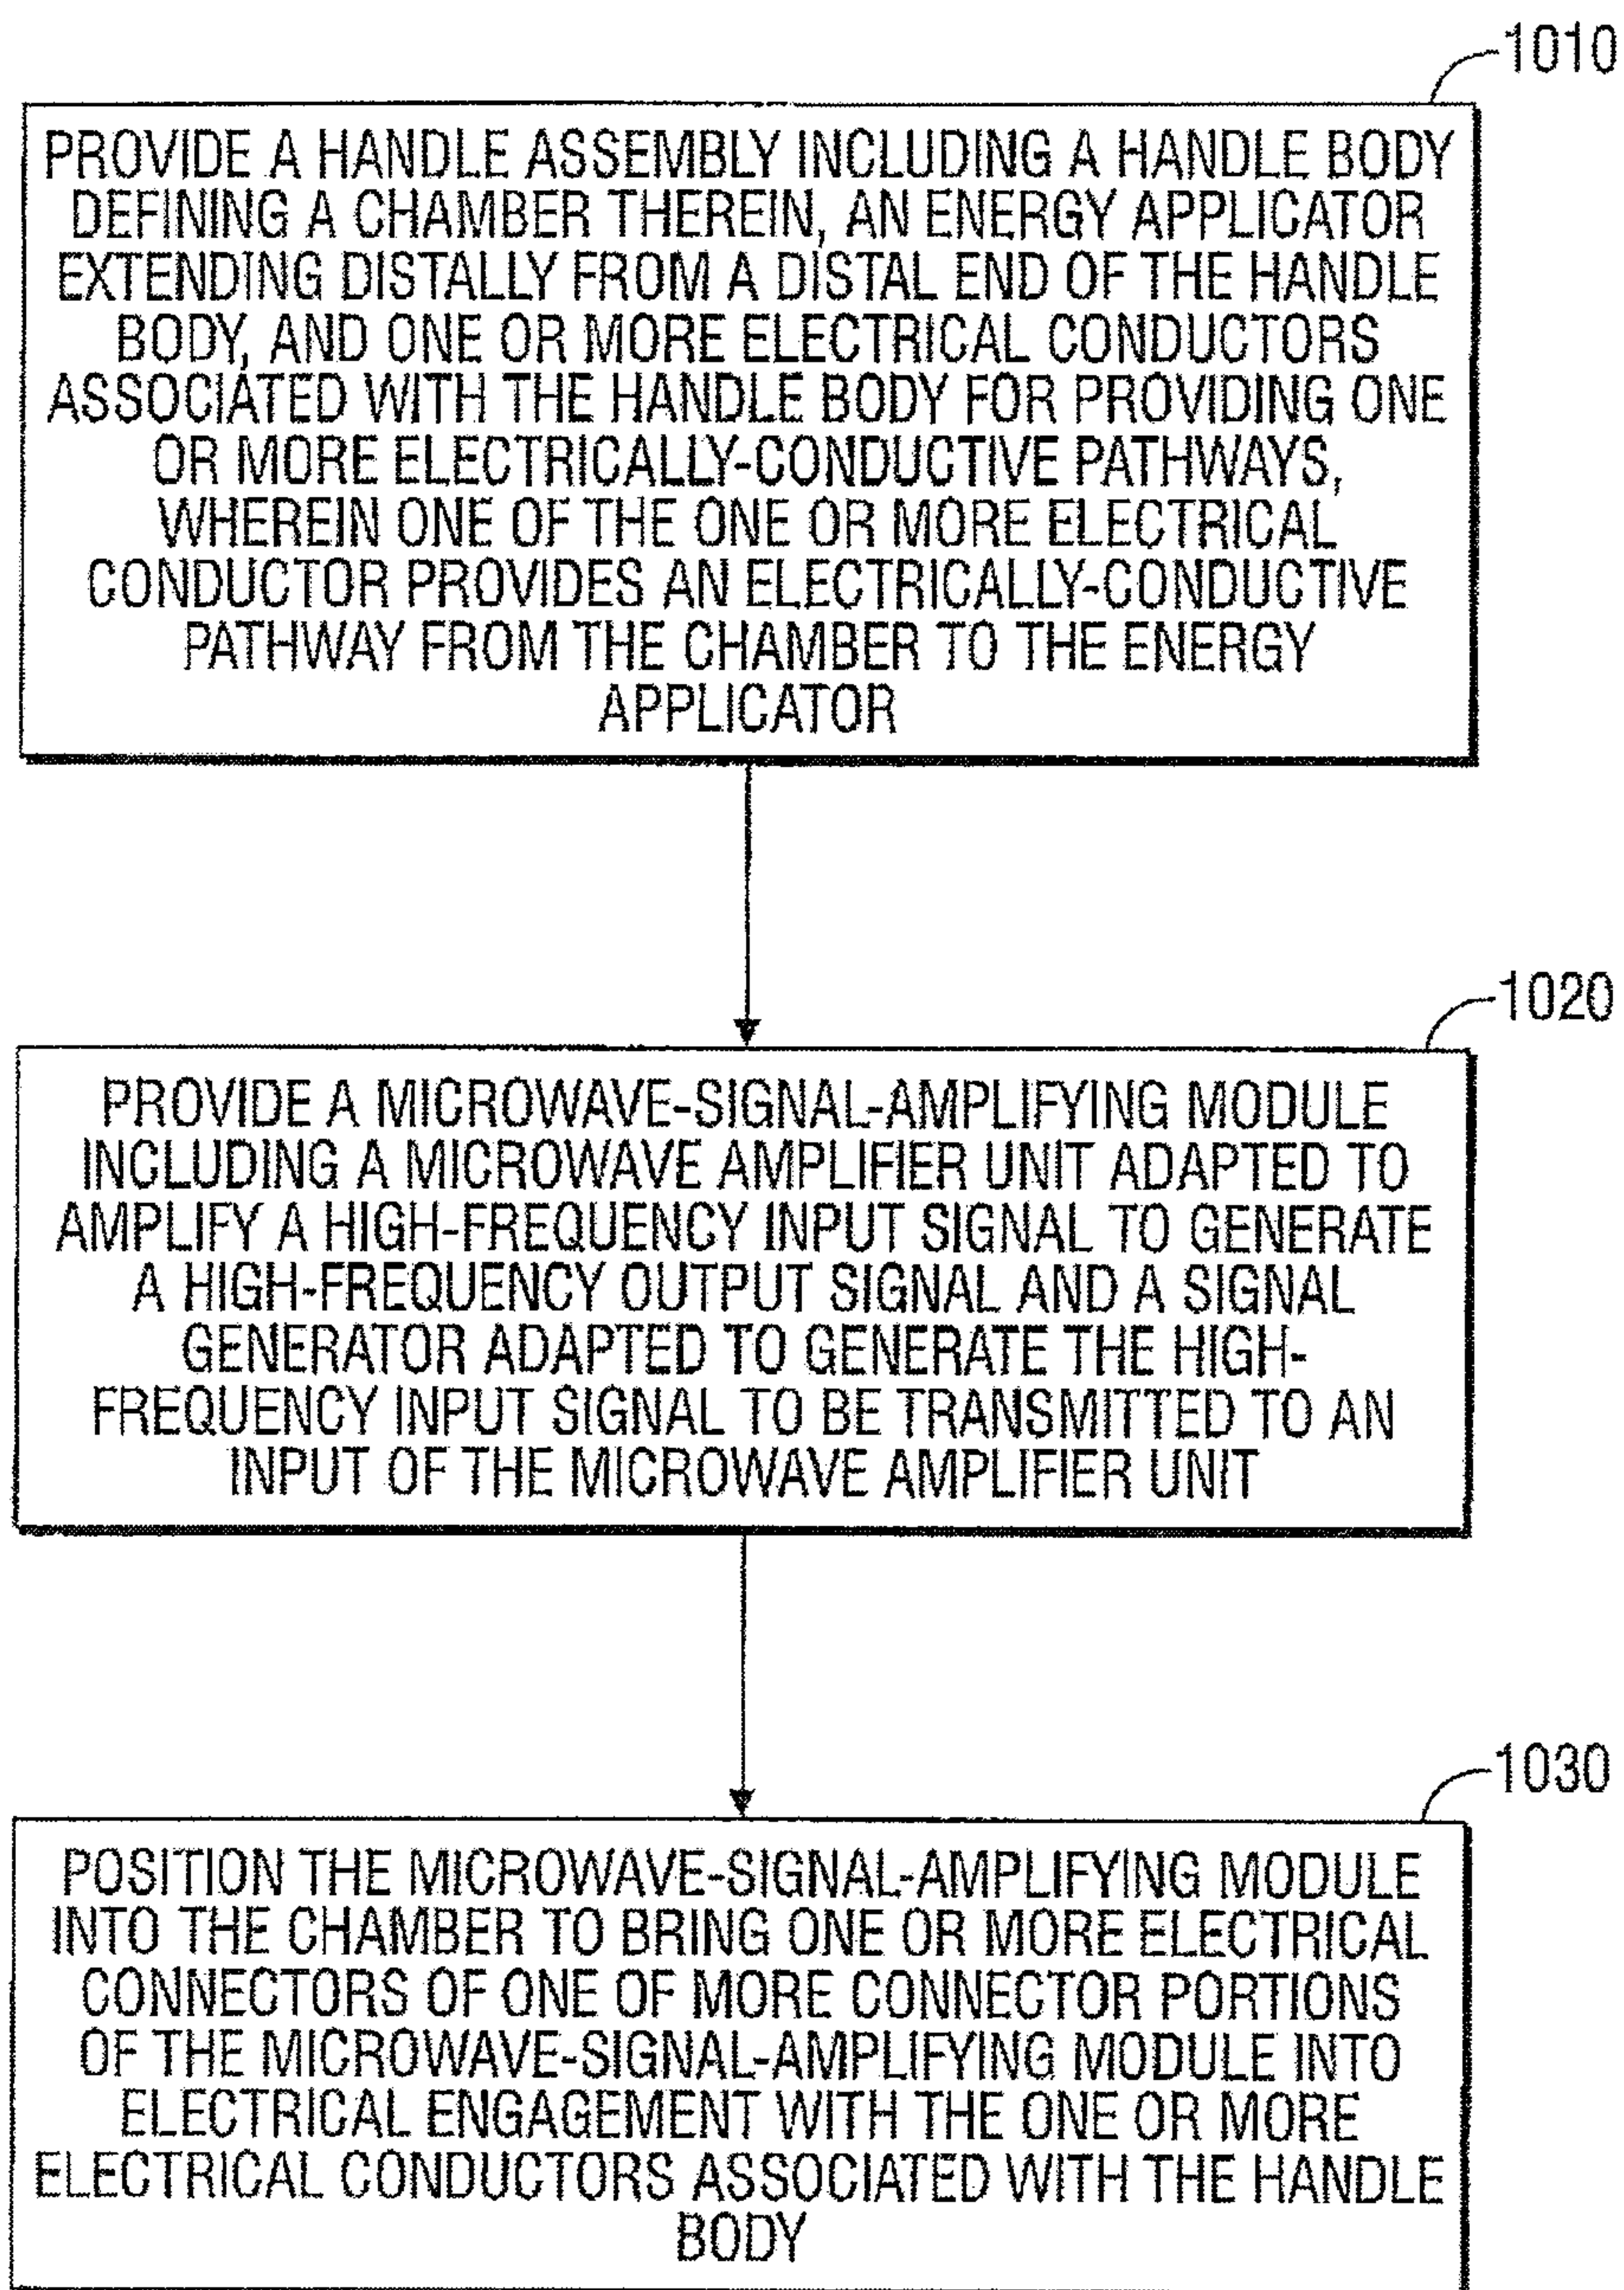 1010
PROVIDE A HANDLE ASSEMBLY INCLUDING A HANDLE BODY
DEFINING A CHAMBER THEREIN, AN ENERGY APPLICATOR
EXTENDING DISTALLY FROM A DISTAL END OF THE HANDLE
BODY, AND ONE OR MORE ELECTRICAL CONDUCTORS
ASSOCIATED WITH THE HANDLE BODY FOR PROVIDING ONE
OR MORE ELECTRICALLY-CONDUCTIVE PATHWAYS,
WHEREIN ONE OF THE ONE OR MORE ELECTRICAL
CONDUCTOR PROVIDES AN ELECTRICALLY-CONDUCTIVE
PATHWAY FROM THE CHAMBER TO THE ENERGY
APPLICATOR
1020
PROVIDE A MICROWAVE-SIGNAL-AMPLIFYING MODULE
INCLUDING A MICROWAVE AMPLIFIER UNIT ADAPTED TO
AMPLIFY A HIGH-FREQUENCY INPUT SIGNAL TO GENERATE
A HIGH-FREQUENCY OUTPUT SIGNAL AND A SIGNAL
GENERATOR ADAPTED TO GENERATE THE HIGH-
FREQUENCY INPUT SIGNAL TO BE TRANSMITTED TO AN
INPUT OF THE MICROWAVE AMPLIFIER UNIT
1030
POSITION THE MICROWAVE-SIGNAL-AMPLIFYING MODULE
INTO THE CHAMBER TO BRING ONE OR MORE ELECTRICAL
CONNECTORS OF ONE OF MORE CONNECTOR PORTIONS
OF THE MICROWAVE-SIGNAL-AMPLIFYING MODULE INTO
ELECTRICAL ENGAGEMENT WITH THE ONE OR MORE
ELECTRICAL CONDUCTORS ASSOCIATED WITH THE HANDLE
BODY